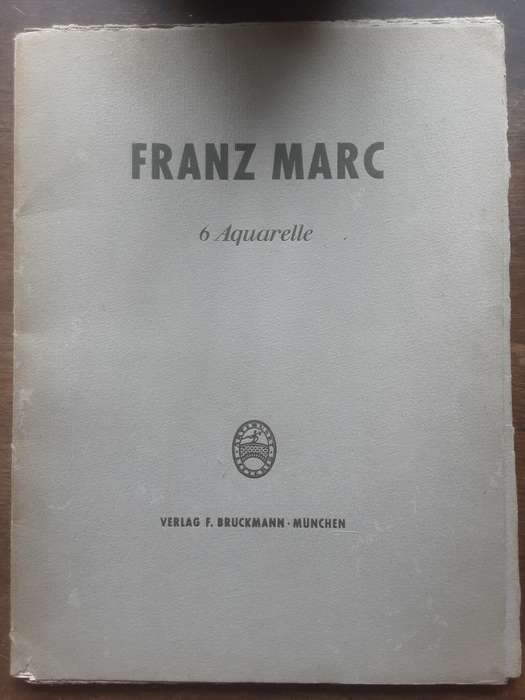 FRANZ MARC
6 Aquarelle
VERLAG F. BRUCKMANN · MÜNCHEN